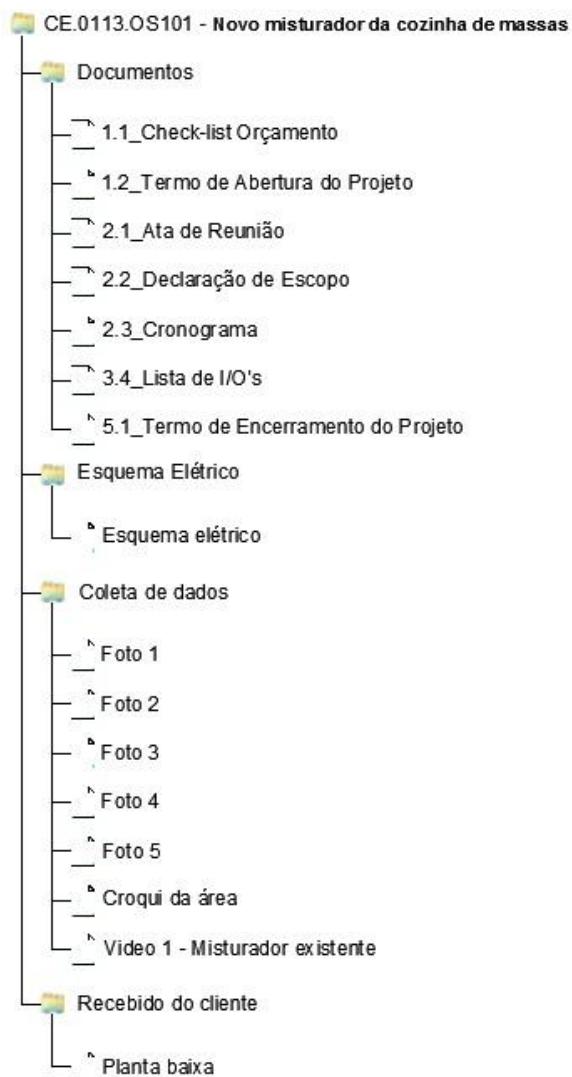 CE.0113.OS101 - Novo misturador da cozinha de massas
Documentos
1.1_Check-list Orçamento
1.2_Termo de Abertura do Projeto
2.1_Ata de Reunião
2.2_Declaração de Escopo
2.3_Cronograma
3.4_Lista de I/O's
5.1_Termo de Encerramento do Projeto
Esquema Elétrico
Esquema elétrico
Coleta de dados
Foto 1
Foto 2
Foto 3
Foto 4
Foto 5
Croqui da área
Video 1 - Misturador existente
Recebido do cliente
Planta baixa